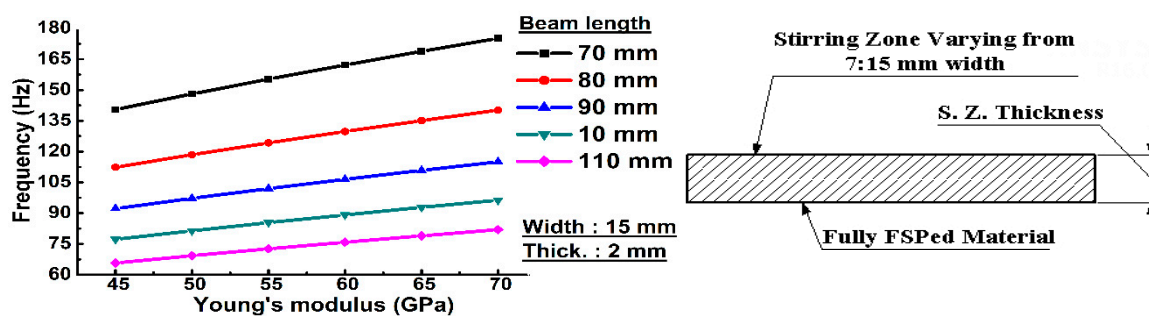 180
165
150
135
120
105
90
75
60
Frequency (Hz)
45 50 55 60 65 70
Young's modulus (GPa)
Beam length
70 mm
80 mm
90 mm
10 mm
110 mm
Width : 15 mm
Thick. : 2 mm
Stirring Zone Varying from
7:15 mm width
S. Z. Thickness
Fully FSPed Material